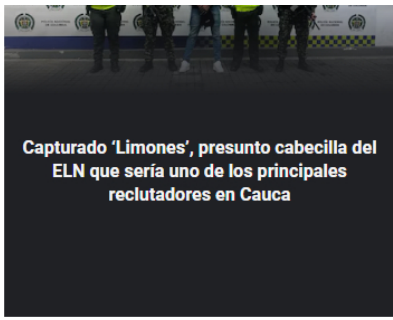 Capturado ‘Limones’, presunto cabecilla del
ELN que sería uno de los principales
reclutadores en Cauca